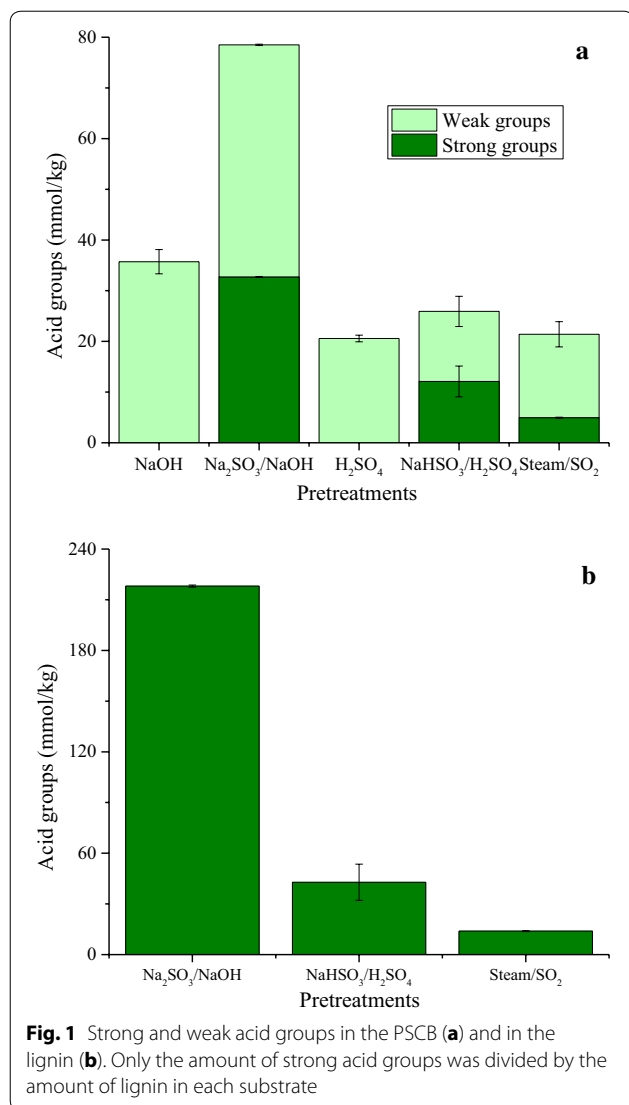 80
a
Weak groups
Strong groups
60
40
20
0
Acid groups (mmol/kg)
NaOH Na₂SO₃/NaOH H₂SO₄ NaHSO₃/H₂SO₄ Steam/SO₂
Pretreatments
240
b
180
120
60
0
Acid groups (mmol/kg)
Na₂SO₃/NaOH NaHSO₃/H₂SO₄ Steam/SO₂
Pretreatments
Fig. 1 Strong and weak acid groups in the PSCB (a) and in the
lignin (b). Only the amount of strong acid groups was divided by the
amount of lignin in each substrate